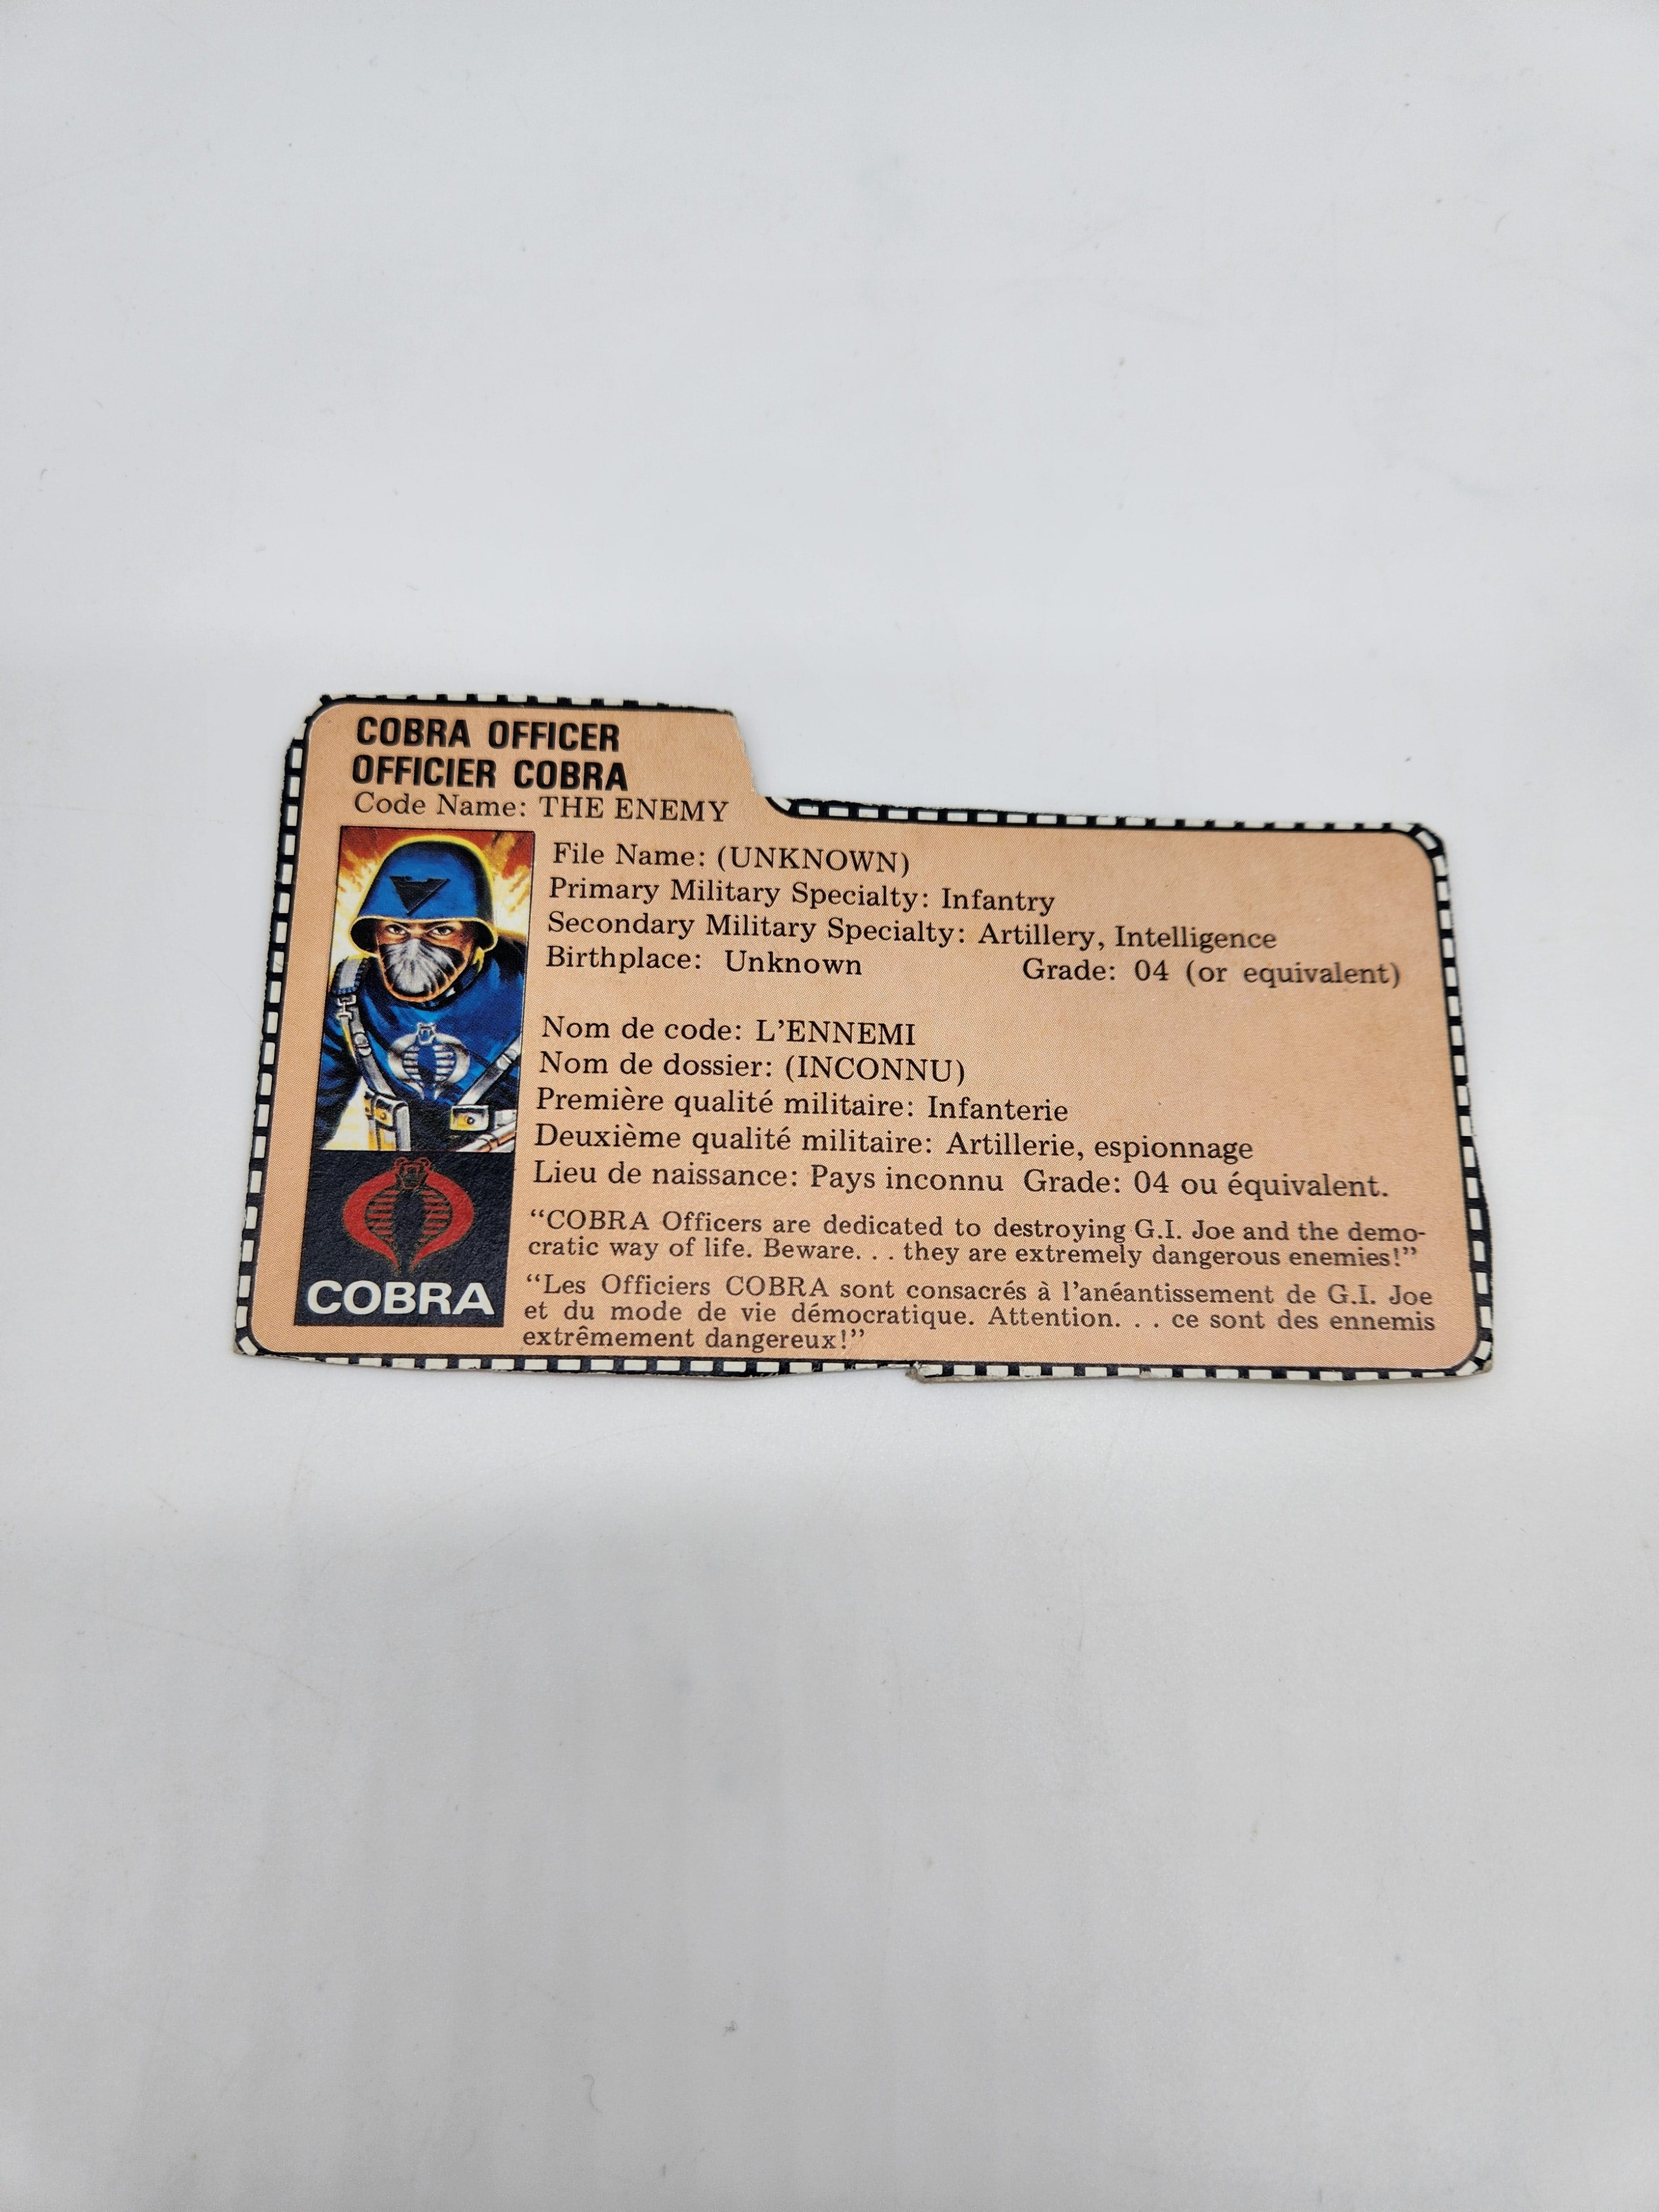 COBRA OFFICER
OFFICIER COBRA
Code Name: THE ENEMY
File Name: (UNKNOWN)
Primary Military Specialty: Infantry
Secondary Military Specialty: Artillery, Intelligence
Birthplace: Unknown Grade: 04 (or equivalent)
Nom de code: L'ENNEMI
Nom de dossier: (INCONNU)
Première qualité militaire: Infanterie
Deuxième qualité militaire: Artillerie, espionnage
Lieu de naissance: Pays inconnu Grade: 04 ou équivalent.
“COBRA Officers are dedicated to destroying G.I. Joe and the demo-
cratic way of life. Beware. . . they are extremely dangerous enemies!”
“Les Officiers COBRA sont consacrés à l'anéantissement de G.I. Joe
et du mode de vie démocratique. Attention. . . ce sont des ennemis
extrêmement dangereux!”
COBRA